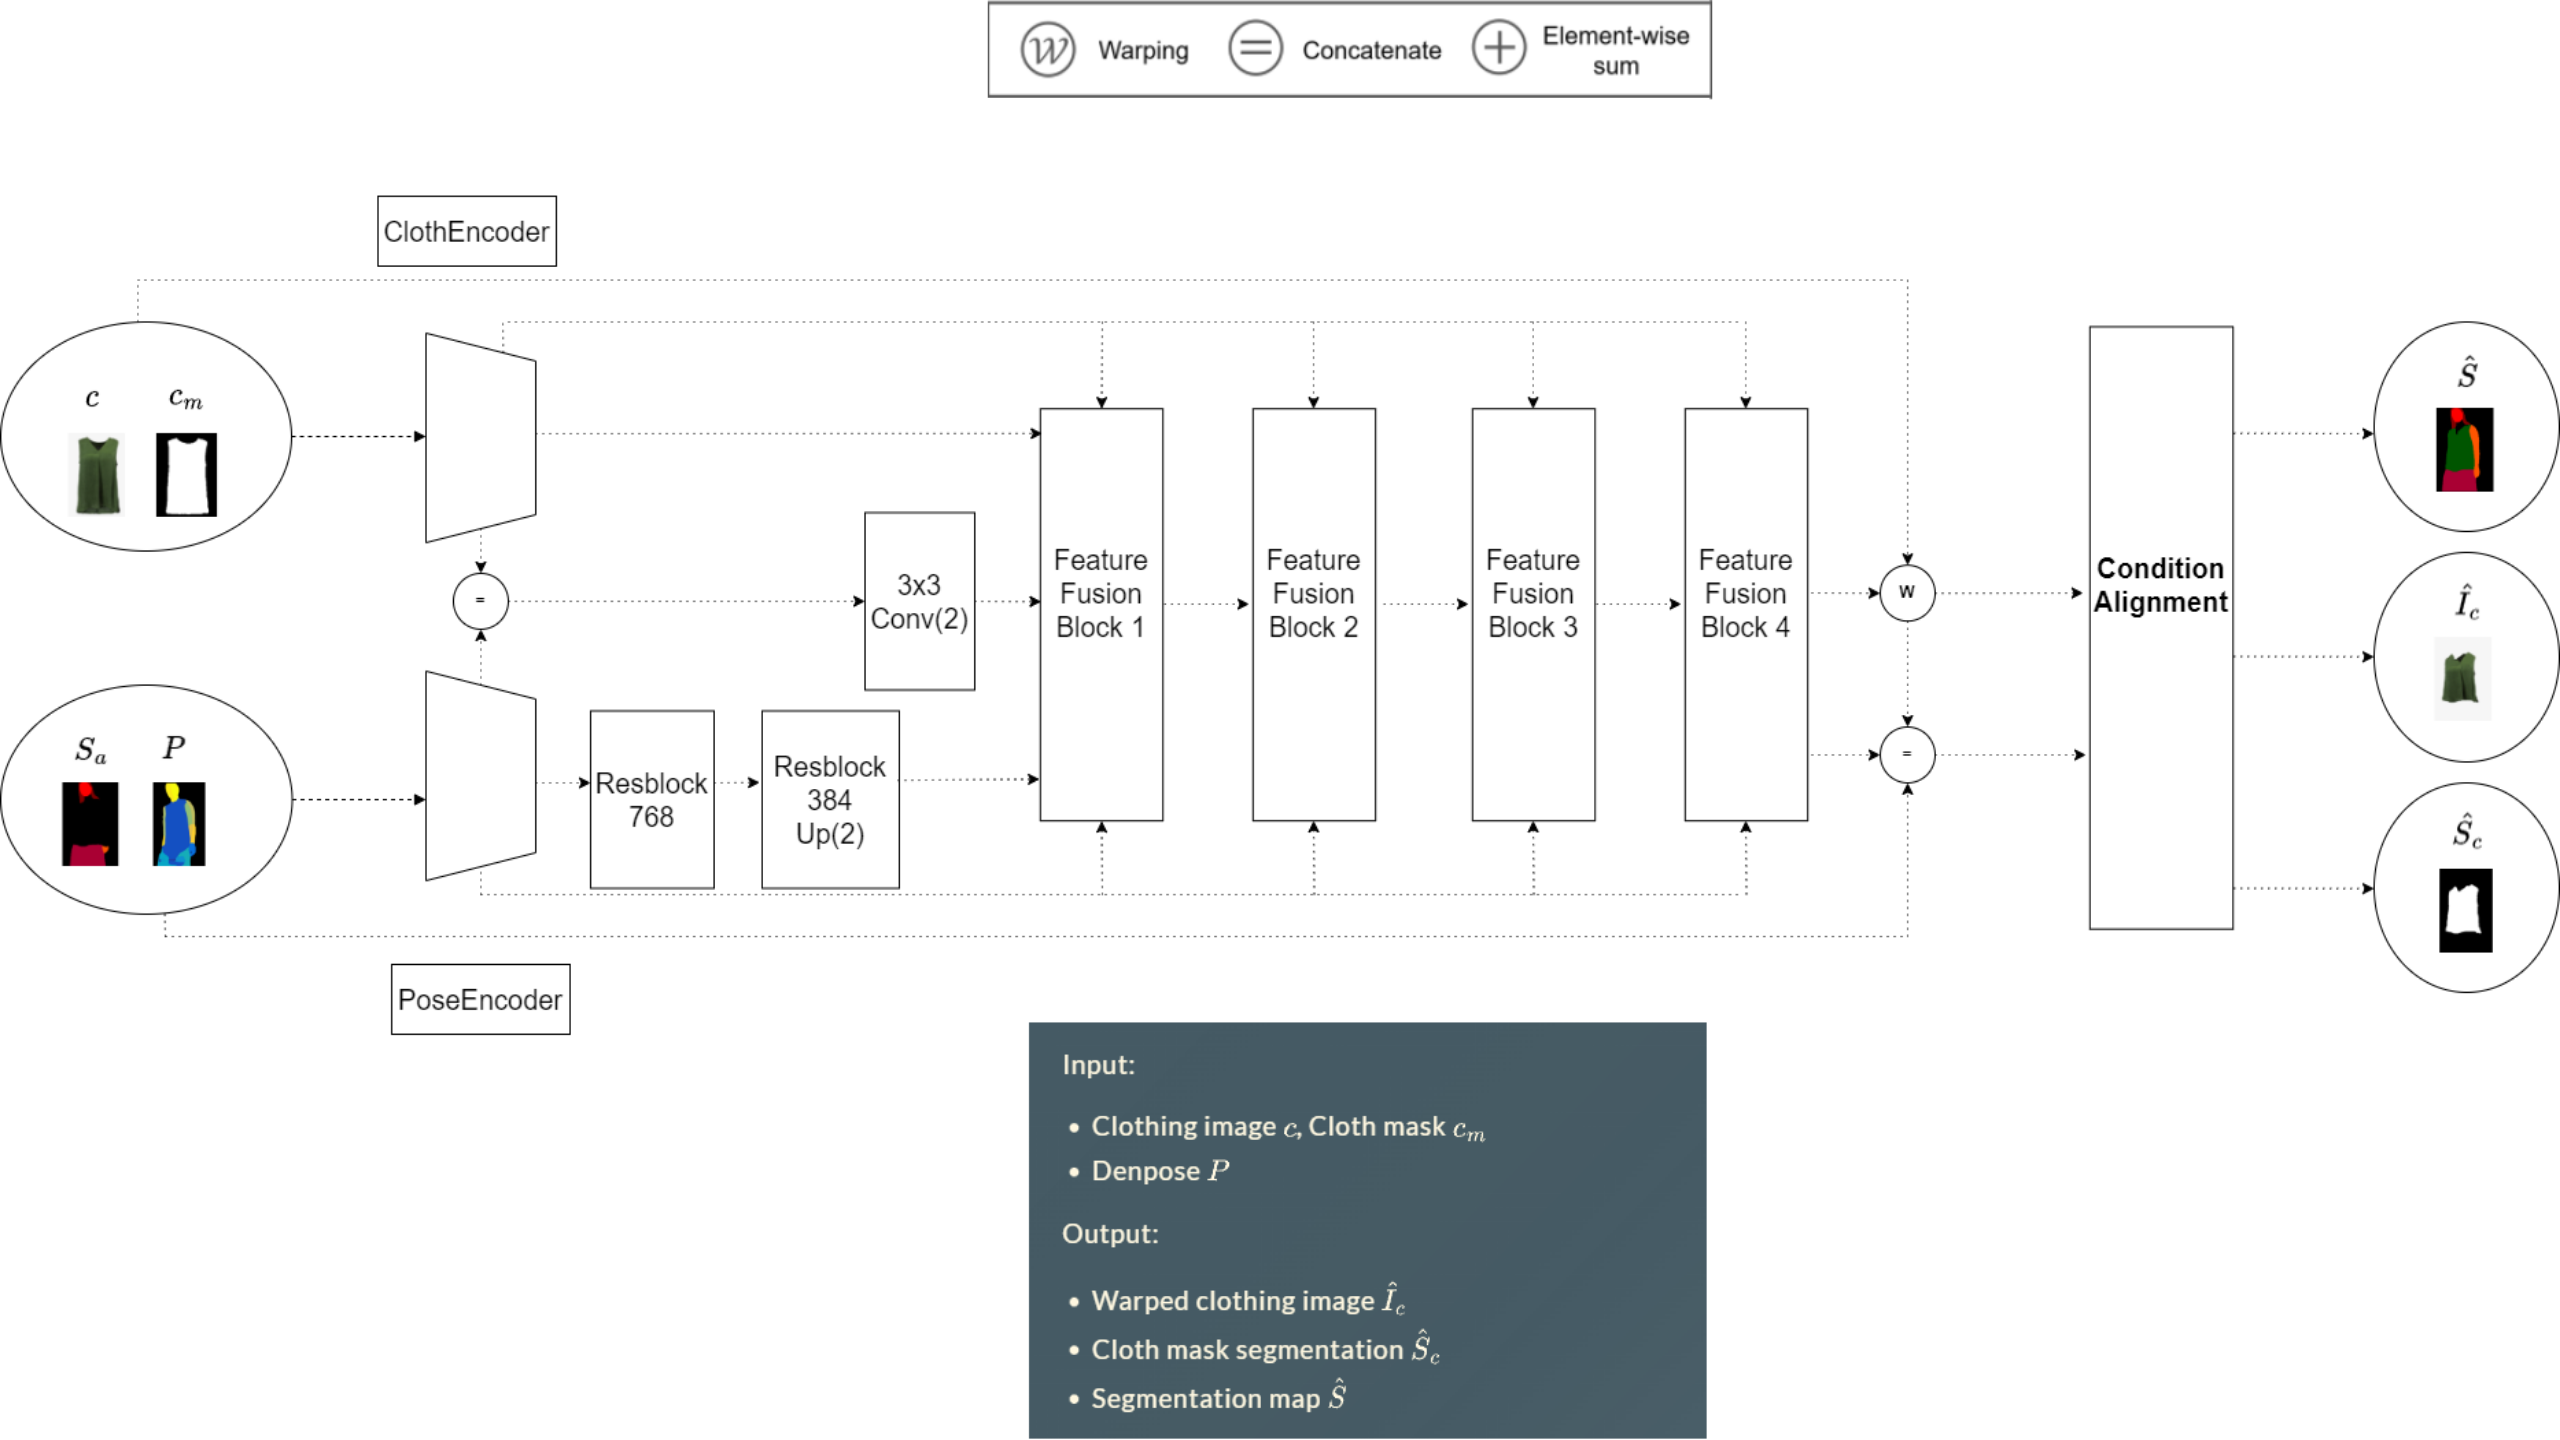 W Warping = Concatenate + Element-wise
sum
ClothEncoder
c c_m
=
3x3
Conv(2)
Feature
Fusion
Block 1
Feature
Fusion
Block 2
Feature
Fusion
Block 3
Feature
Fusion
Block 4
W
=
Condition
Alignment
Ŝ
Î_c
Ŝ_c
S_a P
Resblock
768
Resblock
384
Up(2)
PoseEncoder
Input:
• Clothing image c, Cloth mask c_m
• Denpose P
Output:
• Warped clothing image Î_c
• Cloth mask segmentation Ŝ_c
• Segmentation map Ŝ